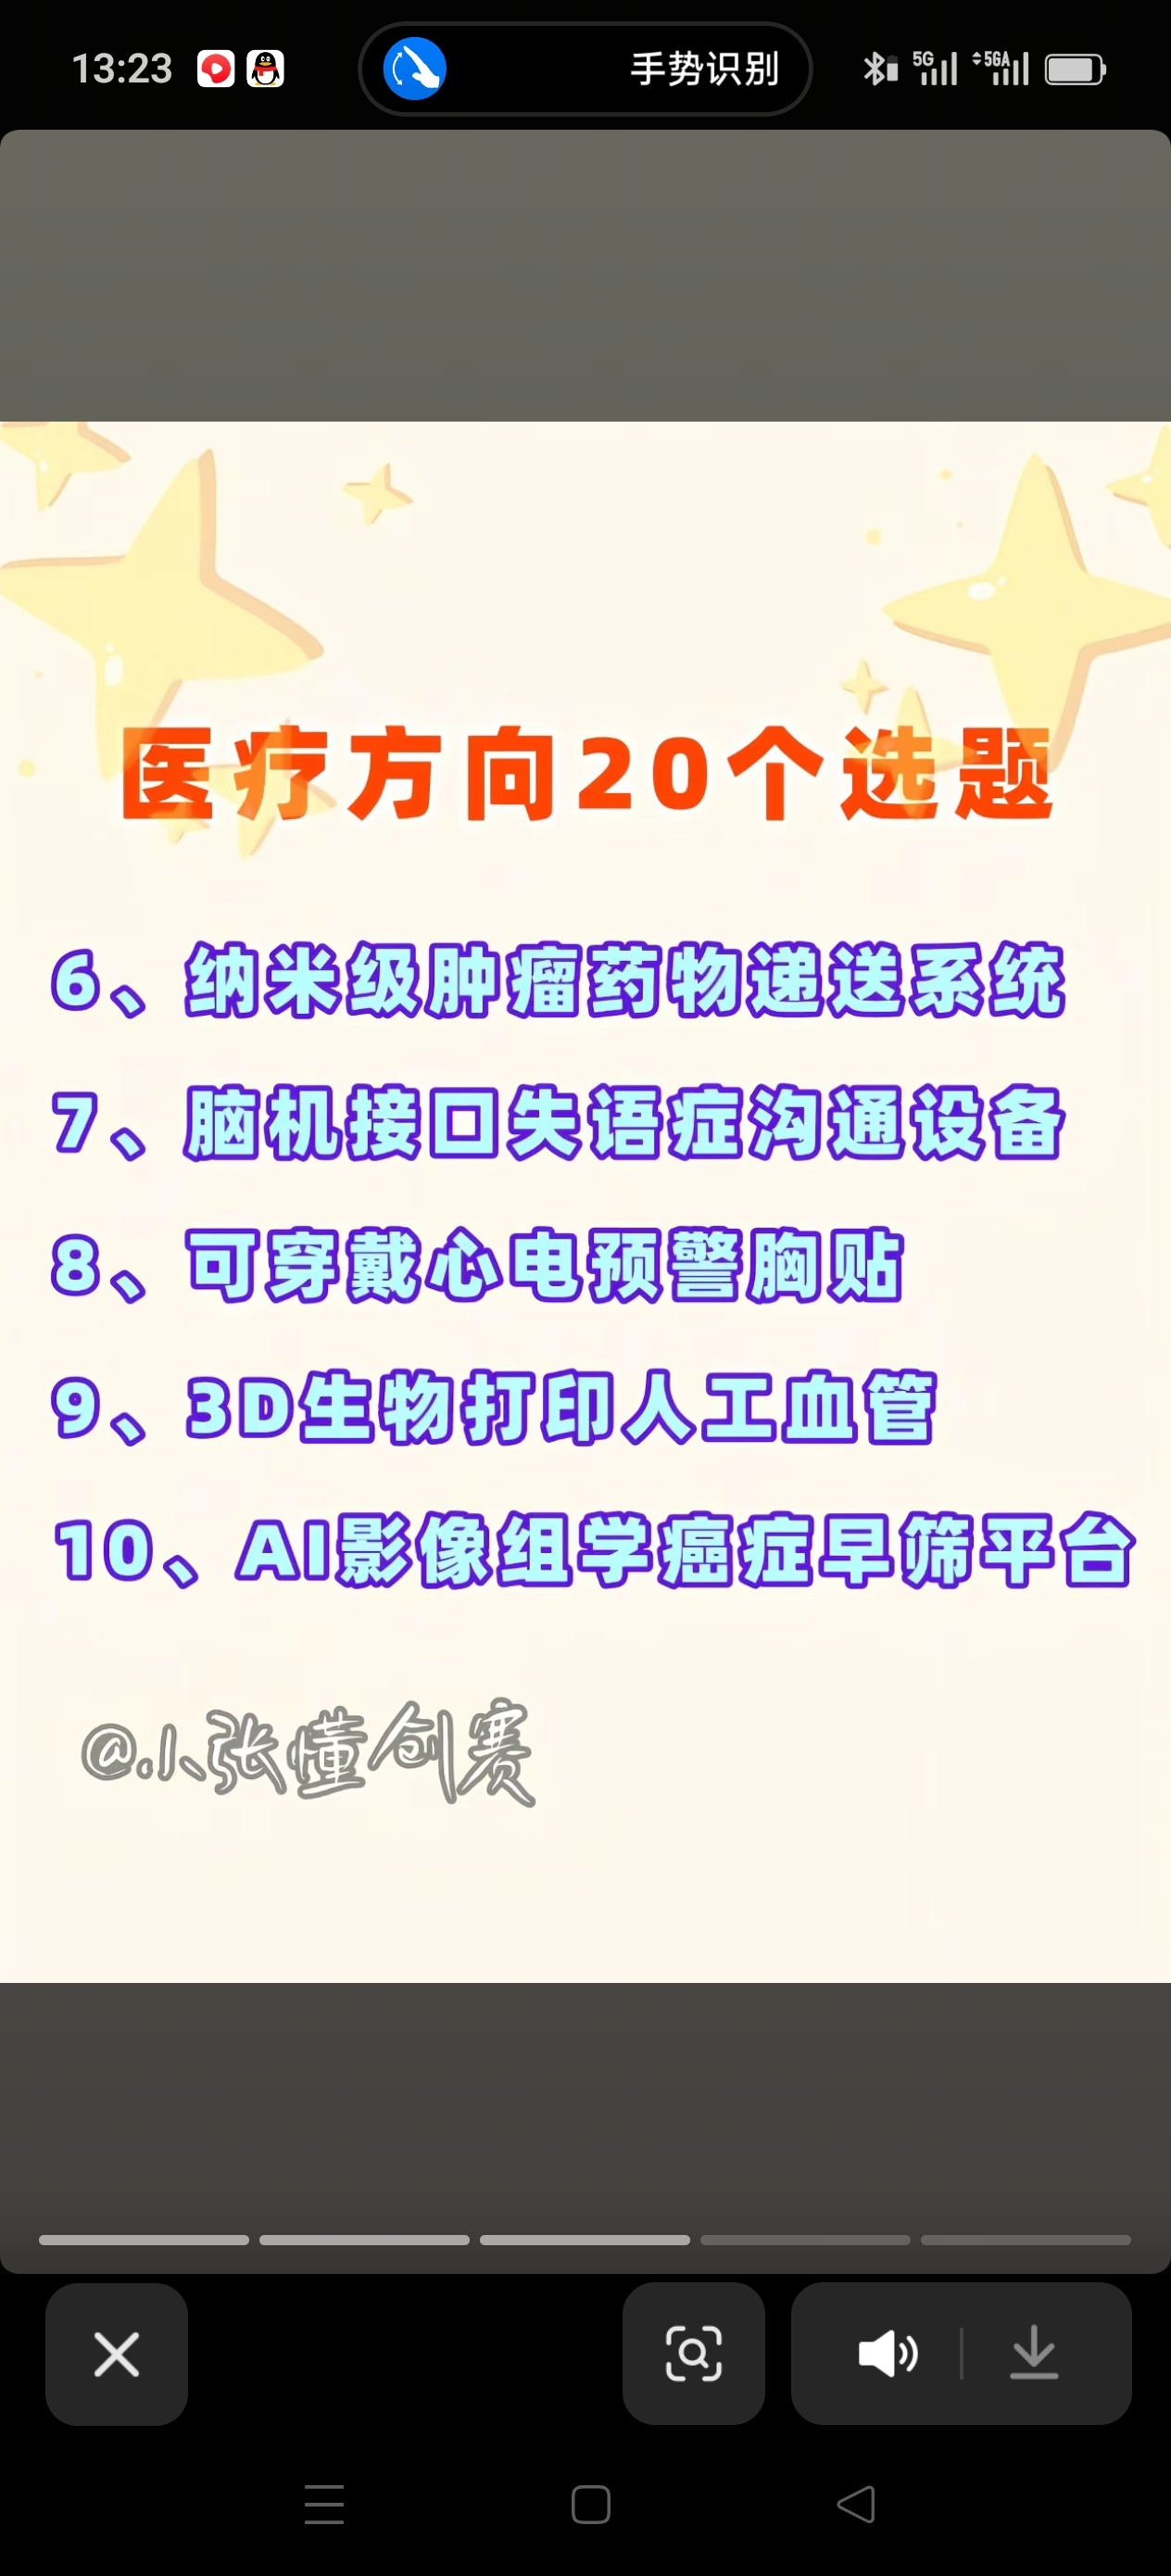 13:23
手势识别
5G
5GA
医疗方向20个选题
6、纳米级肿瘤药物递送系统
7、脑机接口失语症沟通设备
8、可穿戴心电预警胸贴
9、3D生物打印人工血管
10、AI影像组学癌症早筛平台
@小张懂创赛